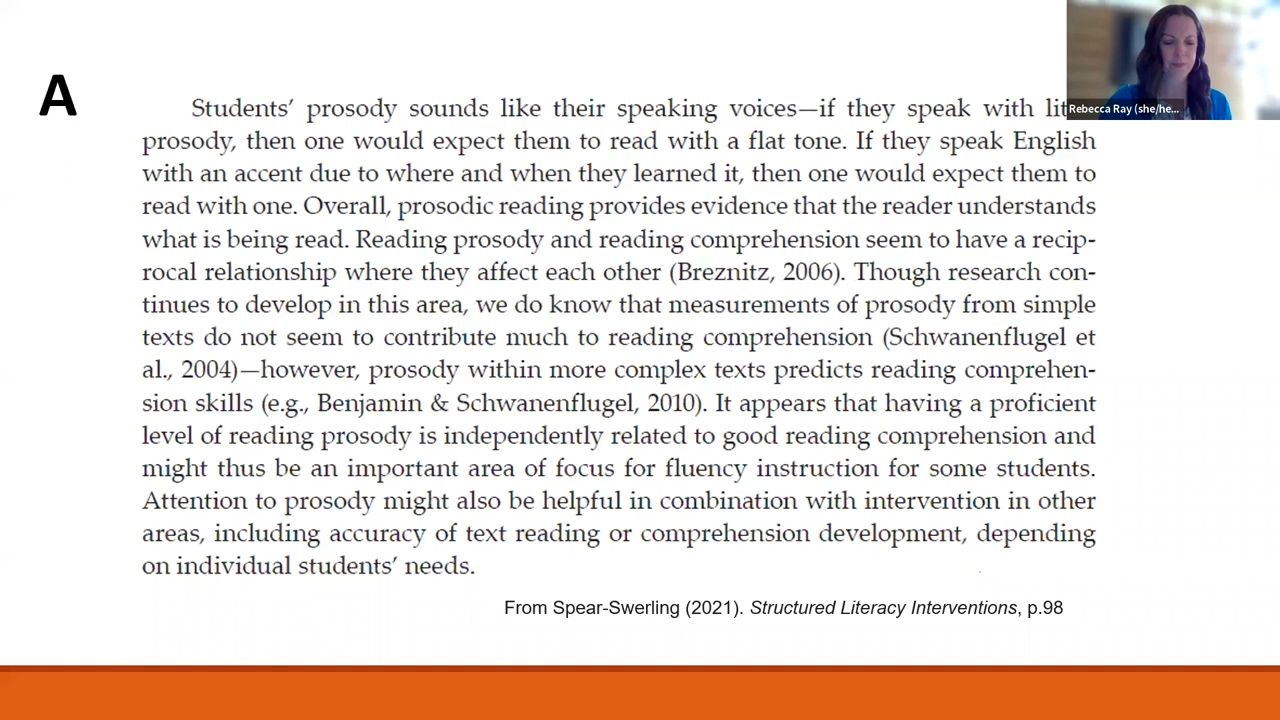 A
Students’ prosody sounds like their speaking voices—if they speak with
prosody, then one would expect them to read with a flat tone. If they speak English
with an accent due to where and when they learned it, then one would expect them to
read with one. Overall, prosodic reading provides evidence that the reader understands
what is being read. Reading prosody and reading comprehension seem to have a recip-
rocal relationship where they affect each other (Breznitz, 2006). Though research con-
tinues to develop in this area, we do know that measurements of prosody from simple
texts do not seem to contribute much to reading comprehension (Schwanenflugel et
al., 2004)—however, prosody within more complex texts predicts reading comprehen-
sion skills (e.g., Benjamin & Schwanenflugel, 2010). It appears that having a proficient
level of reading prosody is independently related to good reading comprehension and
might thus be an important area of focus for fluency instruction for some students.
Attention to prosody might also be helpful in combination with intervention in other
areas, including accuracy of text reading or comprehension development, depending
on individual students’ needs.
From Spear-Swerling (2021). Structured Literacy Interventions, p.98
Rebecca Ray (she/he...